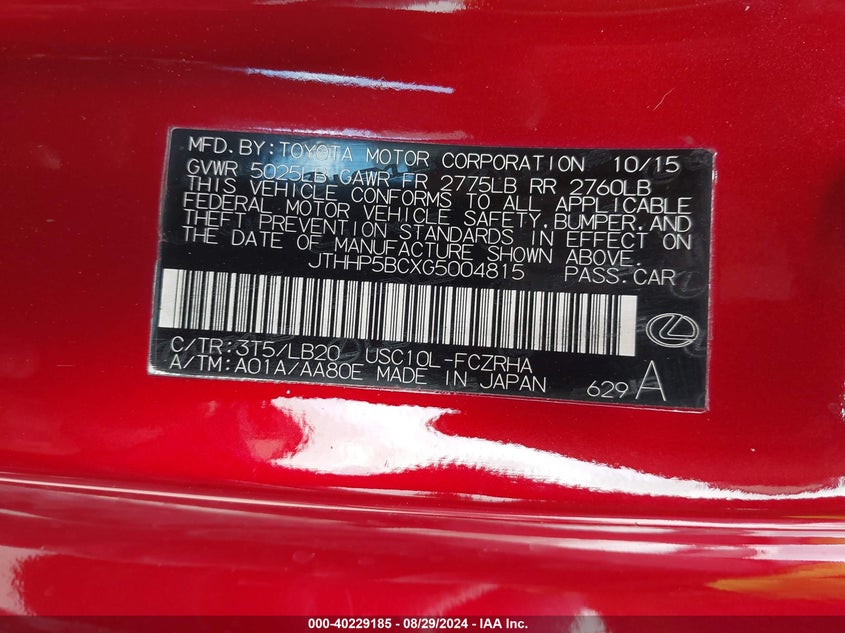 MFD.BY:TOYOTA MOTOR CORPORATION 10/15
GVWR 5025LB GAWR FR 2775LB RR 2760LB
THIS VEHICLE CONFORMS TO ALL APPLICABLE
FEDERAL MOTOR VEHICLE SAFETY,BUMPER,AND
THEFT PREVENTION STANDARDS IN EFFECT ON
THE DATE OF MANUFACTURE SHOWN ABOVE.
JTHHP5BCXG5004815 PASS.CAR
C/TR:3T5/LB20 USC10L-FCZRHA
A/TM:A01A/AA80E MADE IN JAPAN
629 A
000-40229185 - 08/29/2024 - IAA Inc.